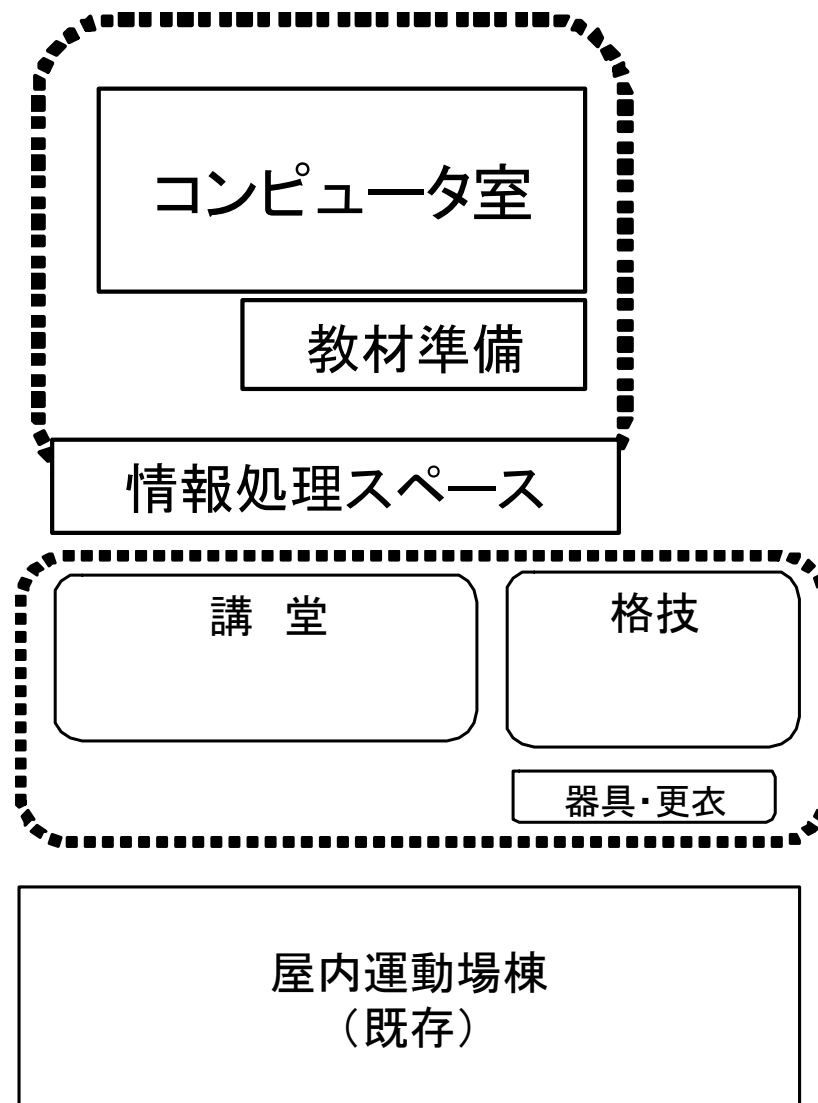 コンピュータ室
教材準備
情報処理スペース
講　堂
格技
器具・更衣
屋内運動場棟
（既存）